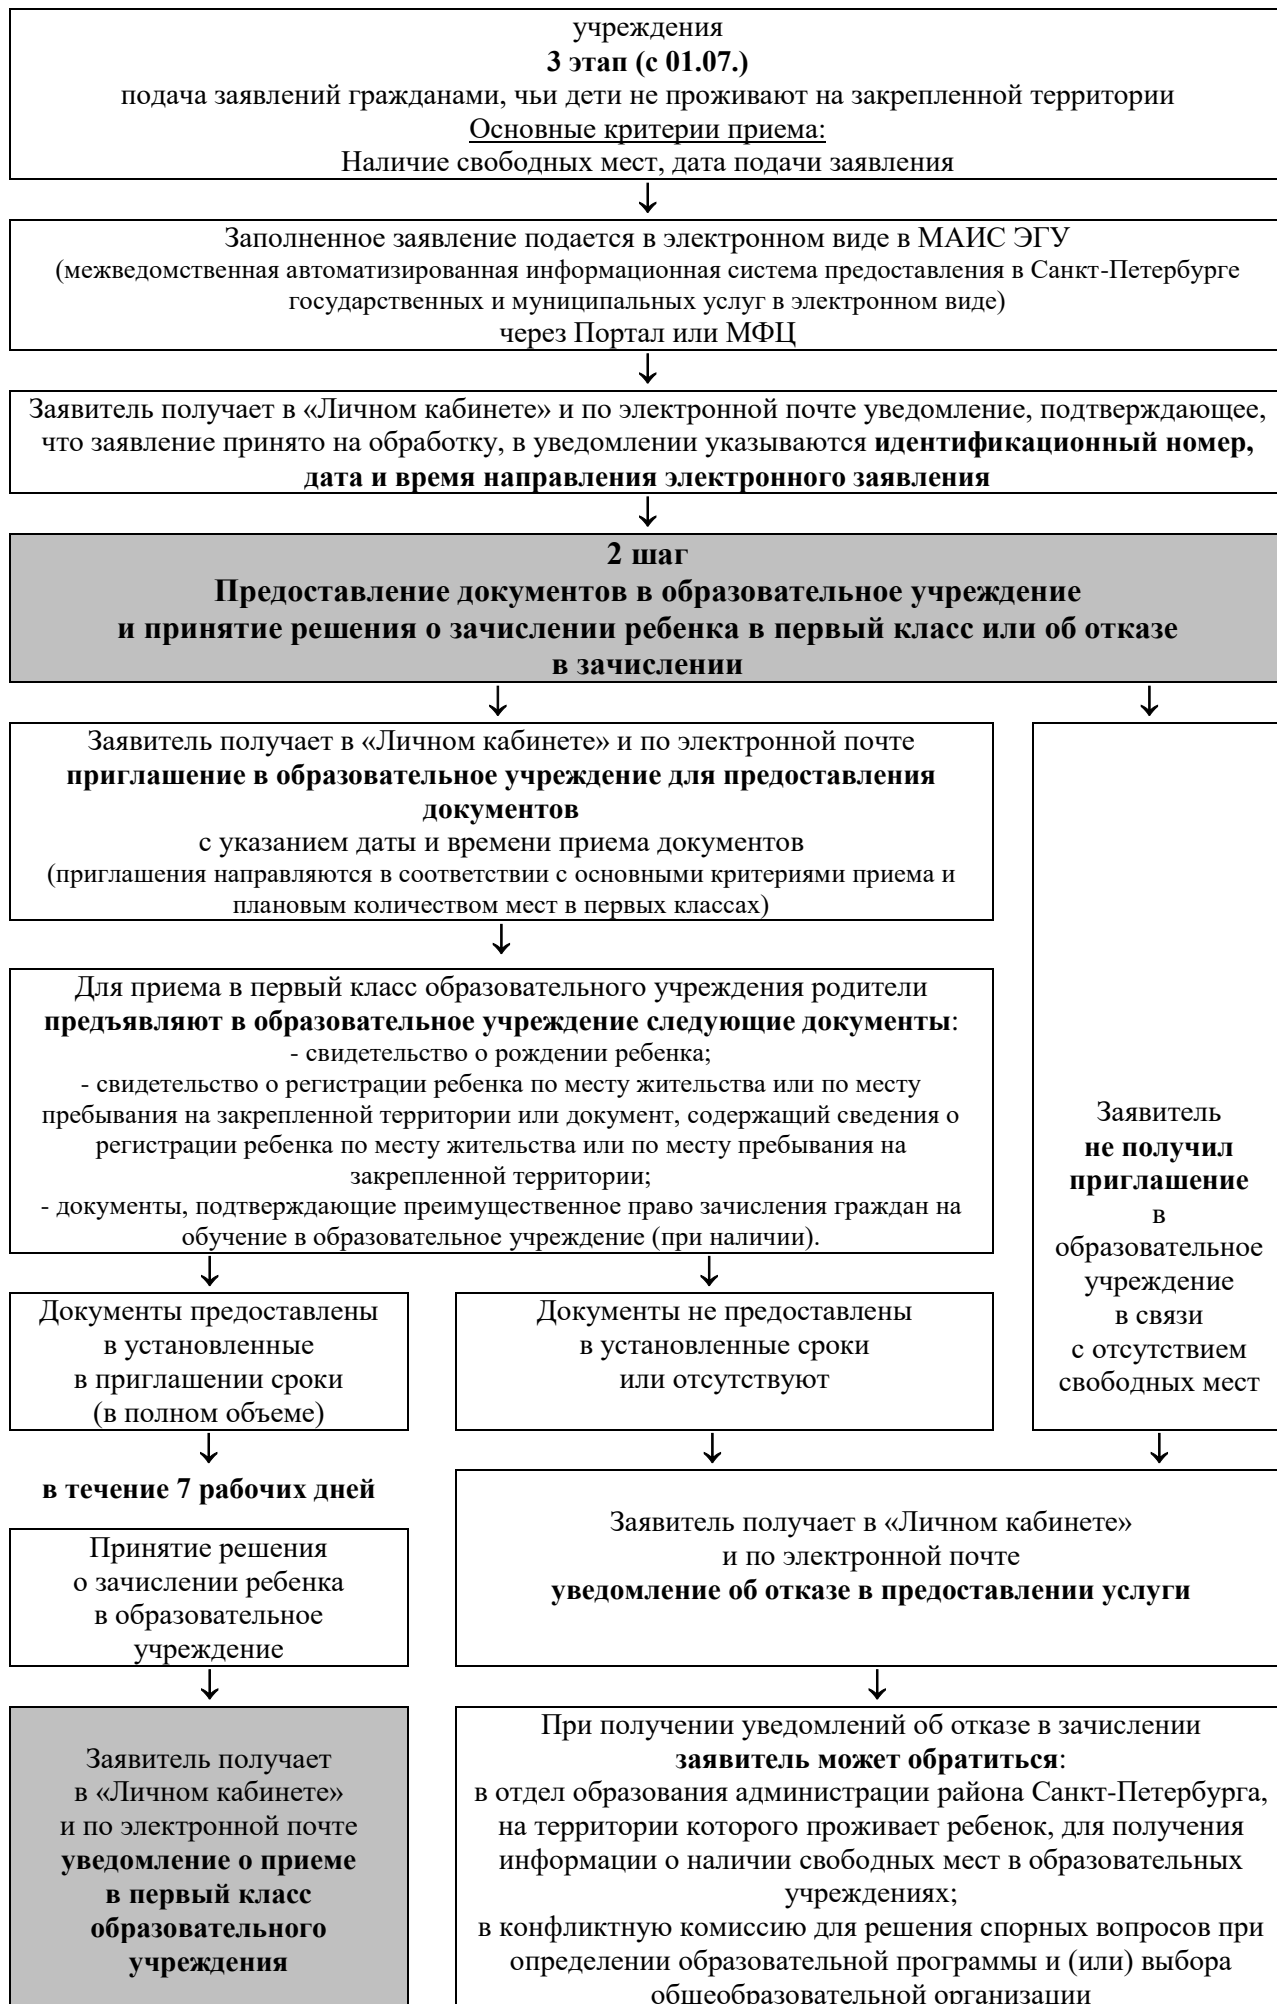 учреждения
3 этап (с 01.07.)
подача заявлений гражданами, чьи дети не проживают на закрепленной территории
Основные критерии приема:
Наличие свободных мест, дата подачи заявления
Заполненное заявление подается в электронном виде в МАИС ЭГУ
(межведомственная автоматизированная информационная система предоставления в Санкт-Петербурге
государственных и муниципальных услуг в электронном виде)
через Портал или МФЦ
Заявитель получает в «Личном кабинете» и по электронной почте уведомление, подтверждающее,
что заявление принято на обработку, в уведомлении указываются идентификационный номер,
дата и время направления электронного заявления
2 шаг
Предоставление документов в образовательное учреждение
и принятие решения о зачислении ребенка в первый класс или об отказе
в зачислении
Заявитель получает в «Личном кабинете» и по электронной почте
приглашение в образовательное учреждение для предоставления
документов
с указанием даты и времени приема документов
(приглашения направляются в соответствии с основными критериями приема и
плановым количеством мест в первых классах)
Для приема в первый класс образовательного учреждения родители
предъявляют в образовательное учреждение следующие документы:
- свидетельство о рождении ребенка;
- свидетельство о регистрации ребенка по месту жительства или по месту
пребывания на закрепленной территории или документ, содержащий сведения о
регистрации ребенка по месту жительства или по месту пребывания на
закрепленной территории;
- документы, подтверждающие преимущественное право зачисления граждан на
обучение в образовательное учреждение (при наличии).
Заявитель
не получил
приглашение
в
образовательное
учреждение
в связи
с отсутствием
свободных мест
Документы предоставлены
в установленные
в приглашении сроки
(в полном объеме)
Документы не предоставлены
в установленные сроки
или отсутствуют
в течение 7 рабочих дней
Принятие решения
о зачислении ребенка
в образовательное
учреждение
Заявитель получает в «Личном кабинете»
и по электронной почте
уведомление об отказе в предоставлении услуги
Заявитель получает
в «Личном кабинете»
и по электронной почте
уведомление о приеме
в первый класс
образовательного
учреждения
При получении уведомлений об отказе в зачислении
заявитель может обратиться:
в отдел образования администрации района Санкт-Петербурга,
на территории которого проживает ребенок, для получения
информации о наличии свободных мест в образовательных
учреждениях;
в конфликтную комиссию для решения спорных вопросов при
определении образовательной программы и (или) выбора
общеобразовательной организации